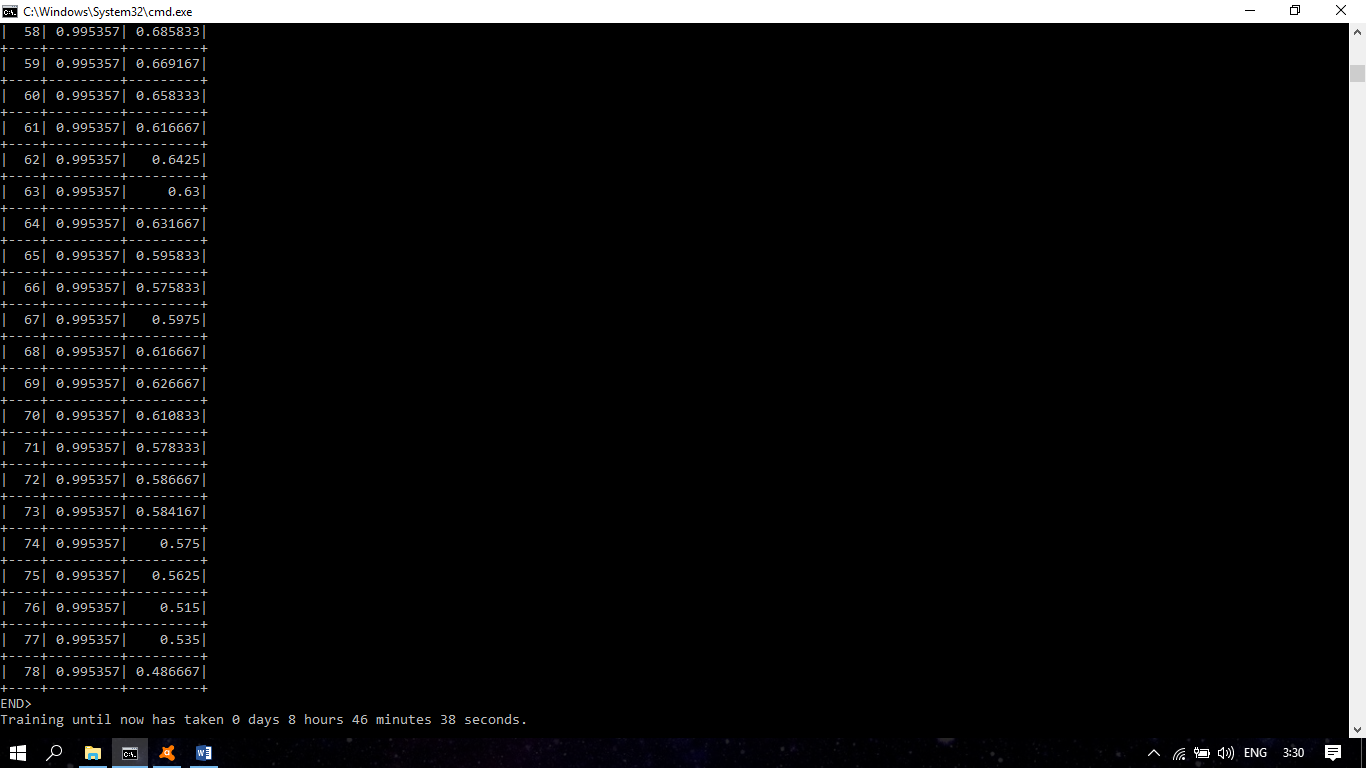 C:\Windows\System32\cmd.exe
|  58| 0.995357| 0.685833|
+----+---------+---------+
|  59| 0.995357| 0.669167|
+----+---------+---------+
|  60| 0.995357| 0.658333|
+----+---------+---------+
|  61| 0.995357| 0.616667|
+----+---------+---------+
|  62| 0.995357|   0.6425|
+----+---------+---------+
|  63| 0.995357|     0.63|
+----+---------+---------+
|  64| 0.995357| 0.631667|
+----+---------+---------+
|  65| 0.995357| 0.595833|
+----+---------+---------+
|  66| 0.995357| 0.575833|
+----+---------+---------+
|  67| 0.995357|   0.5975|
+----+---------+---------+
|  68| 0.995357| 0.616667|
+----+---------+---------+
|  69| 0.995357| 0.626667|
+----+---------+---------+
|  70| 0.995357| 0.610833|
+----+---------+---------+
|  71| 0.995357| 0.578333|
+----+---------+---------+
|  72| 0.995357| 0.586667|
+----+---------+---------+
|  73| 0.995357| 0.584167|
+----+---------+---------+
|  74| 0.995357|    0.575|
+----+---------+---------+
|  75| 0.995357|   0.5625|
+----+---------+---------+
|  76| 0.995357|    0.515|
+----+---------+---------+
|  77| 0.995357|    0.535|
+----+---------+---------+
|  78| 0.995357| 0.486667|
+----+---------+---------+
END>
Training until now has taken 0 days 8 hours 46 minutes 38 seconds.
ENG 3:30